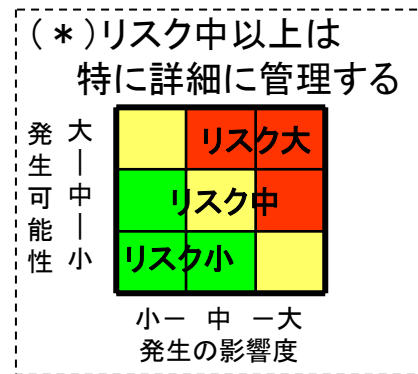 (＊)リスク中以上は
特に詳細に管理する
発生可能性
大ー中ー小
リスク大
リスク中
リスク小
小ー 中 ー大
発生の影響度